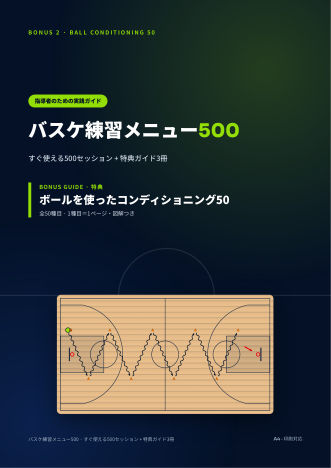 BONUS 2 · BALL CONDITIONING 50
指導者のための実践ガイド
バスケ練習メニュー500
すぐ使える500セッション + 特典ガイド3冊
BONUS GUIDE · 特典
ボールを使ったコンディショニング50
全50種目 · 1種目=1ページ · 図解つき
バスケ練習メニュー500 · すぐ使える500セッション + 特典ガイド3冊
A4 · 印刷対応